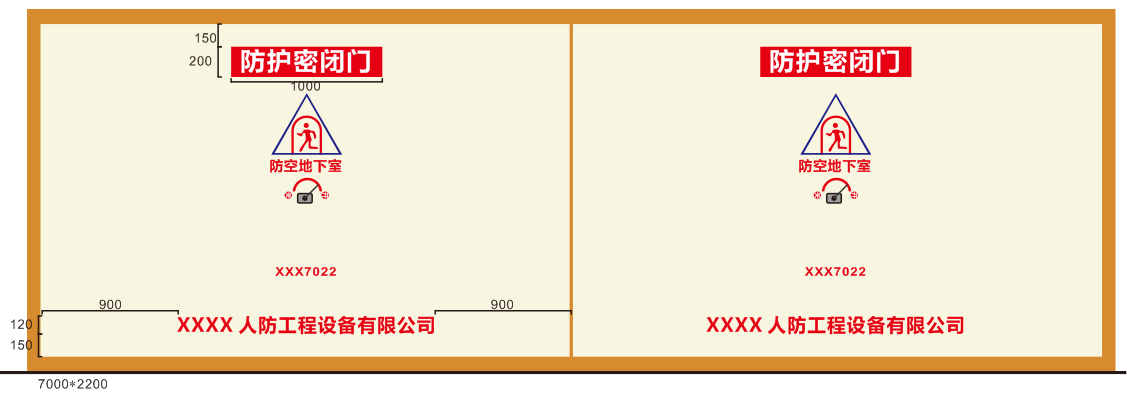 150
200
防护密闭门
防护密闭门
1000
防空地下室
防空地下室
XXX7022
XXX7022
900
900
120
150
XXXX 人防工程设备有限公司
XXXX 人防工程设备有限公司
7000*2200